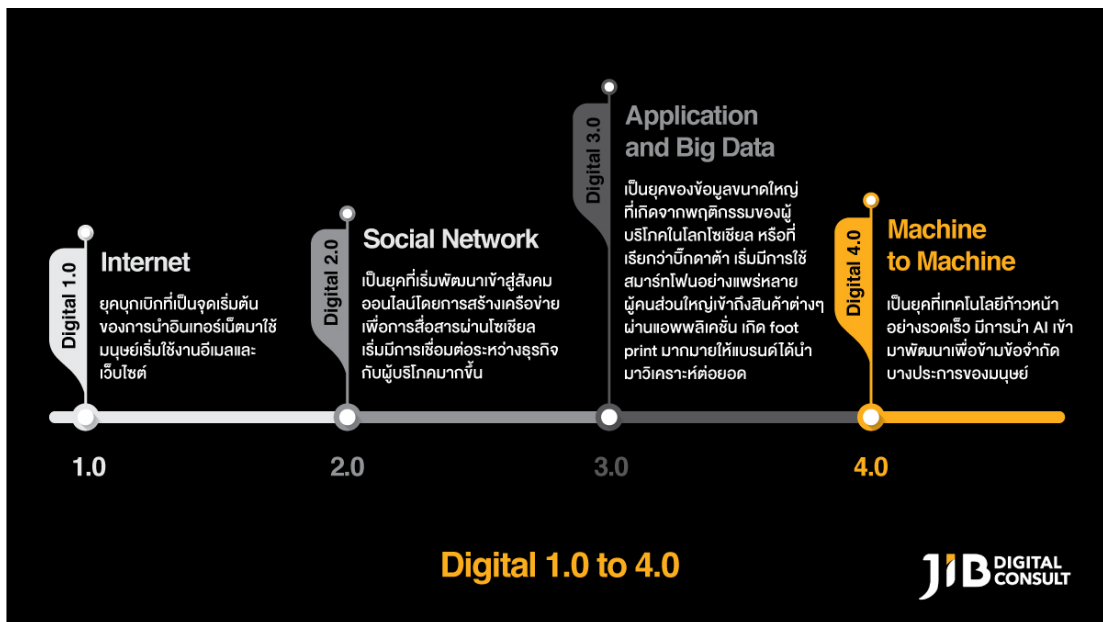 Digital 1.0
Internet
ยุคบุกเบิกที่เป็นจุดเริ่มต้น
ของการนำอินเทอร์เน็ตมาใช้
มนุษย์เริ่มใช้งานอีเมลและ
เว็บไซต์
Digital 2.0
Social Network
เป็นยุคที่เริ่มพัฒนาเข้าสู่สังคม
ออนไลน์โดยการสร้างเครือข่าย
เพื่อการสื่อสารผ่านโซเชียล
เริ่มมีการเชื่อมต่อระหว่างธุรกิจ
กับผู้บริโภคมากขึ้น
Digital 3.0
Application
and Big Data
เป็นยุคของข้อมูลขนาดใหญ่
ที่เกิดจากพฤติกรรมของผู้
บริโภคในโลกโซเชียล หรือที่
เรียกว่าบิ๊กดาต้า เริ่มมีการใช้
สมาร์ทโฟนอย่างแพร่หลาย
ผู้คนส่วนใหญ่เข้าถึงสินค้าต่างๆ
ผ่านแอพพลิเคชั่น เกิด foot
print มากมายให้แบรนด์ได้นำ
มาวิเคราะห์ต่อยอด
Digital 4.0
Machine
to Machine
เป็นยุคที่เทคโนโลยีก้าวหน้า
อย่างรวดเร็ว มีการนำ AI เข้า
มาพัฒนาเพื่อข้ามข้อจำกัด
บางประการของมนุษย์
1.0
2.0
3.0
4.0
Digital 1.0 to 4.0
JIB DIGITAL
CONSULT